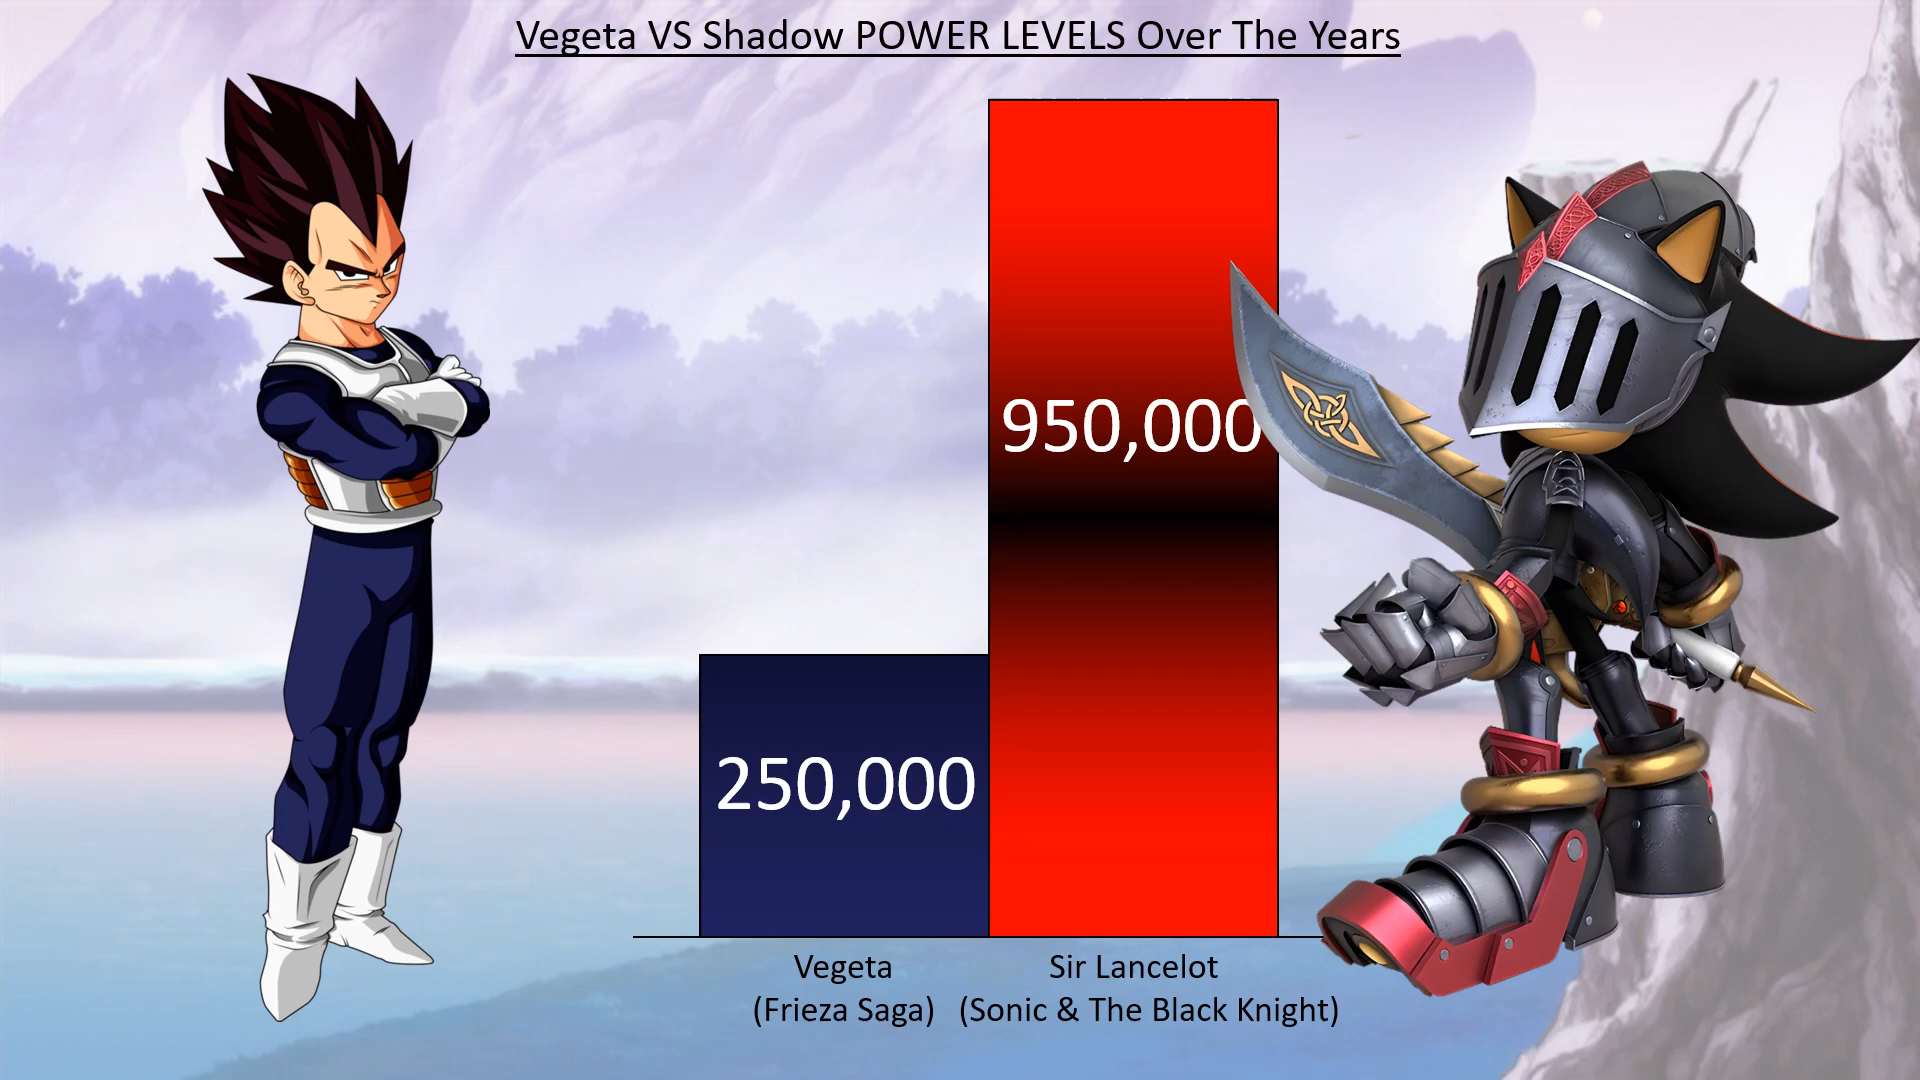 Vegeta VS Shadow POWER LEVELS Over The Years
950,000
250,000
Vegeta
(Frieza Saga)
Sir Lancelot
(Sonic & The Black Knight)